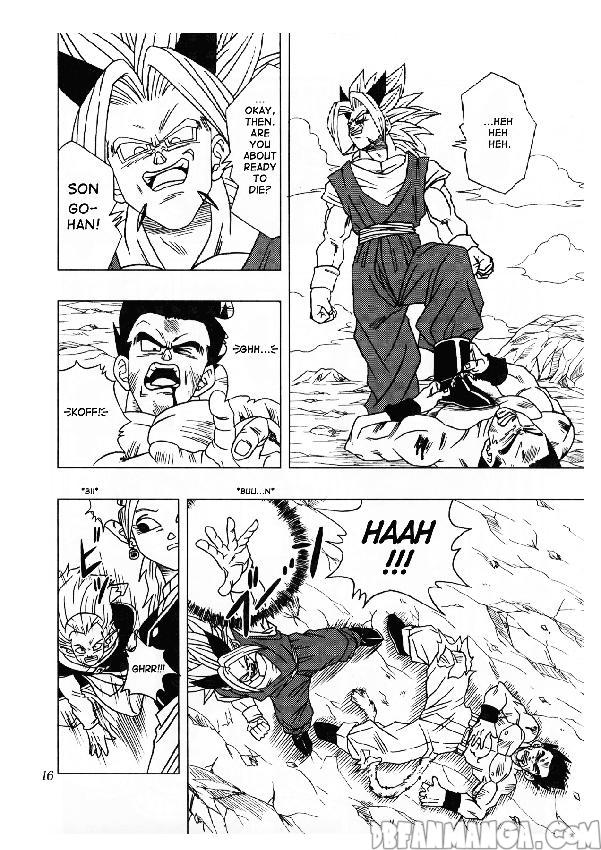 ...HEH
HEH
HEH.
...
OKAY,
THEN.
ARE
YOU
ABOUT
READY
TO
DIE?
SON
GO-
HAN!
GHH...
KOFF!
*BUU...N*
HAAH
!!!
*BII*
ビ
GHRR!!!
16
DBFANMANGA.COM